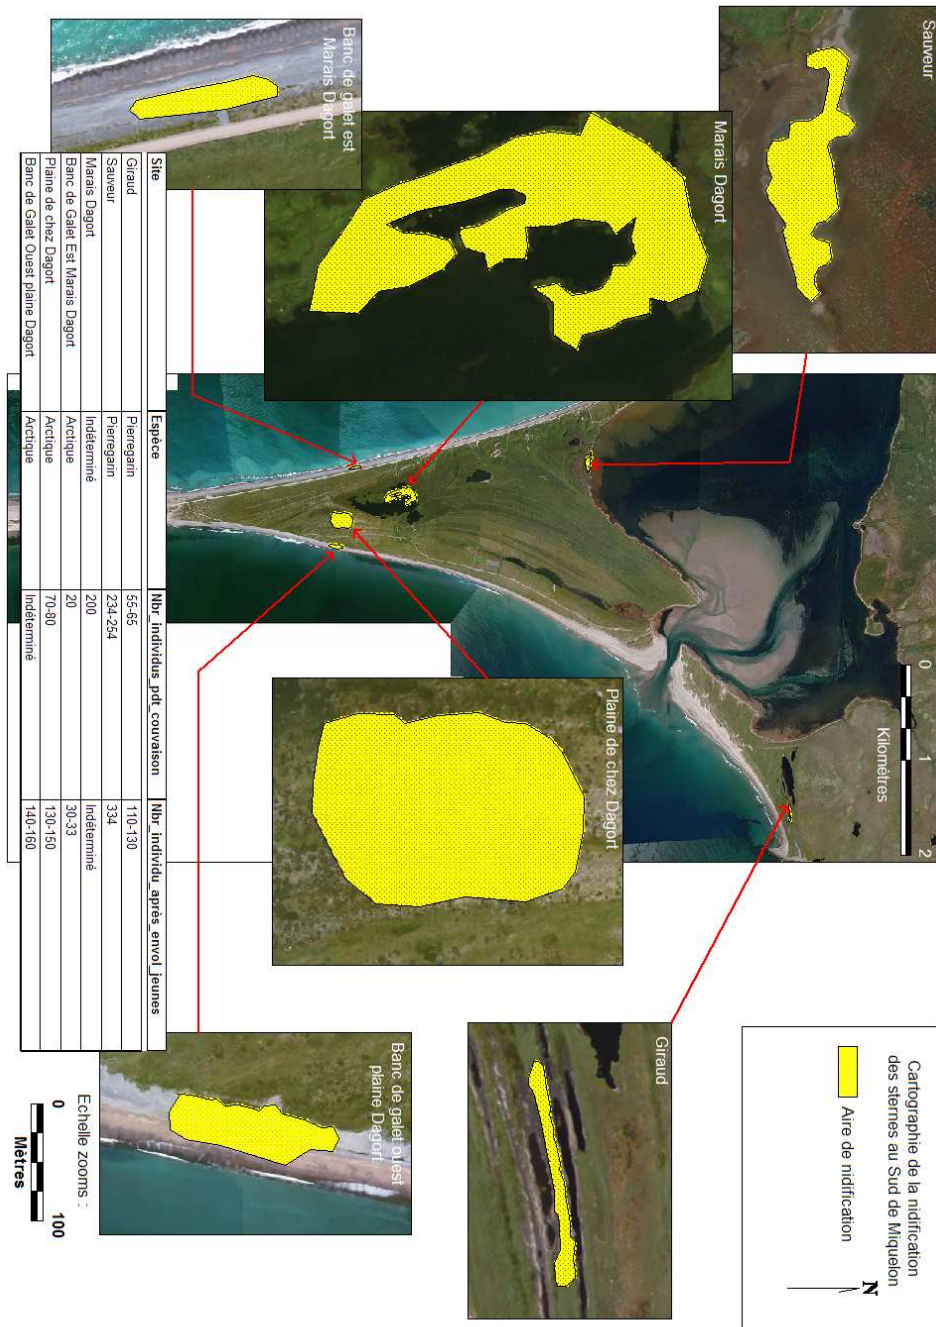 Cartographie de la nidification
des sternes au Sud de Miquelon
Aire de nidification
N
Sauveur
Marais Dagort
Banc de galet est
Marais Dagort
0 1 2
Kilomètres
Plaine de chez Dagort
Giraud
Banc de galet ouest
plaine Dagort
Echelle zooms :
0 100
Mètres
Site Espèce Nbr_individus_pdt_couvaison Nbr_individu_après_envol_jeunes
Giraud Pierregarin 55-65 110-130
Sauveur Pierregarin 234-254 334
Marais Dagort Indéterminé 200 Indéterminé
Banc de Galet Est Marais Dagort Arctique 20 30-33
Plaine de chez Dagort Arctique 70-80 130-150
Banc de Galet Ouest plaine Dagort Arctique Indéterminé 140-160